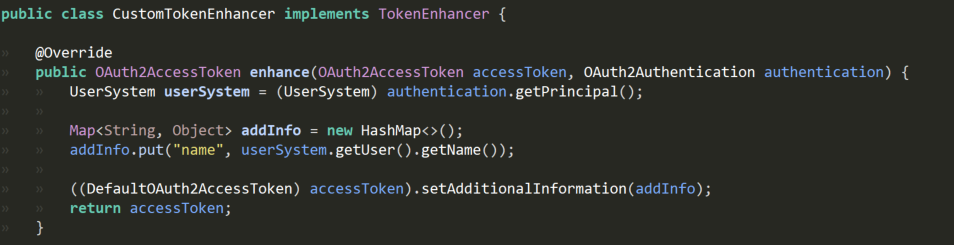 public class CustomTokenEnhancer implements TokenEnhancer {
@Override
public OAuth2AccessToken enhance(OAuth2AccessToken accessToken, OAuth2Authentication authentication) {
UserSystem userSystem = (UserSystem) authentication.getPrincipal();
Map<String, Object> addInfo = new HashMap<>();
addInfo.put("name", userSystem.getUser().getName());
((DefaultOAuth2AccessToken) accessToken).setAdditionalInformation(addInfo);
return accessToken;
}